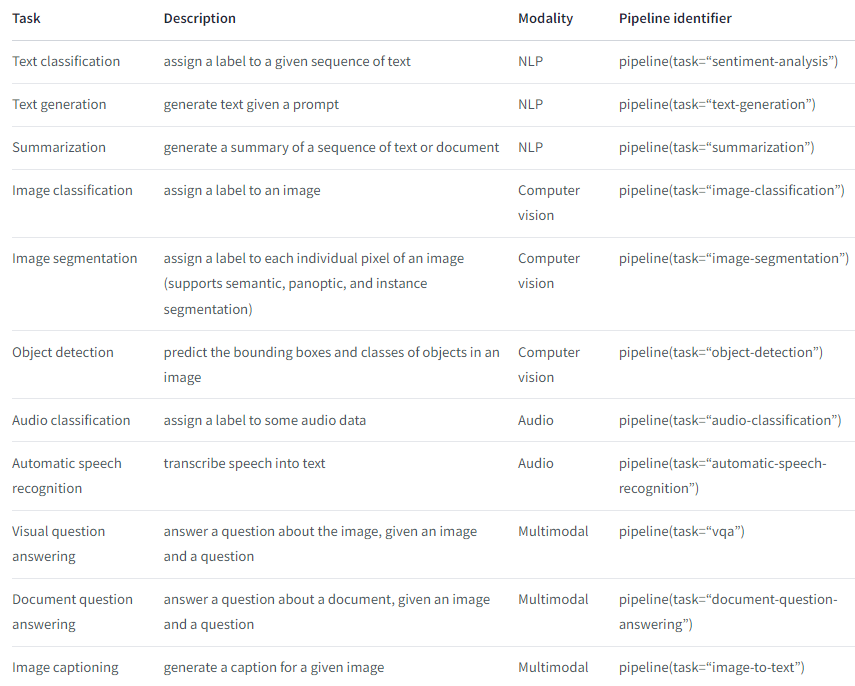 Task Description Modality Pipeline identifier
Text classification assign a label to a given sequence of text NLP pipeline(task=“sentiment-analysis”)
Text generation generate text given a prompt NLP pipeline(task=“text-generation”)
Summarization generate a summary of a sequence of text or document NLP pipeline(task=“summarization”)
Image classification assign a label to an image Computer pipeline(task=“image-classification”)
vision
Image segmentation assign a label to each individual pixel of an image Computer pipeline(task=“image-segmentation”)
(supports semantic, panoptic, and instance vision
segmentation)
Object detection predict the bounding boxes and classes of objects in an Computer pipeline(task=“object-detection”)
image vision
Audio classification assign a label to some audio data Audio pipeline(task=“audio-classification”)
Automatic speech transcribe speech into text Audio pipeline(task=“automatic-speech-
recognition recognition”)
Visual question answer a question about the image, given an image Multimodal pipeline(task=“vqa”)
answering and a question
Document question answer a question about a document, given an image Multimodal pipeline(task=“document-question-
answering and a question answering”)
Image captioning generate a caption for a given image Multimodal pipeline(task=“image-to-text”)